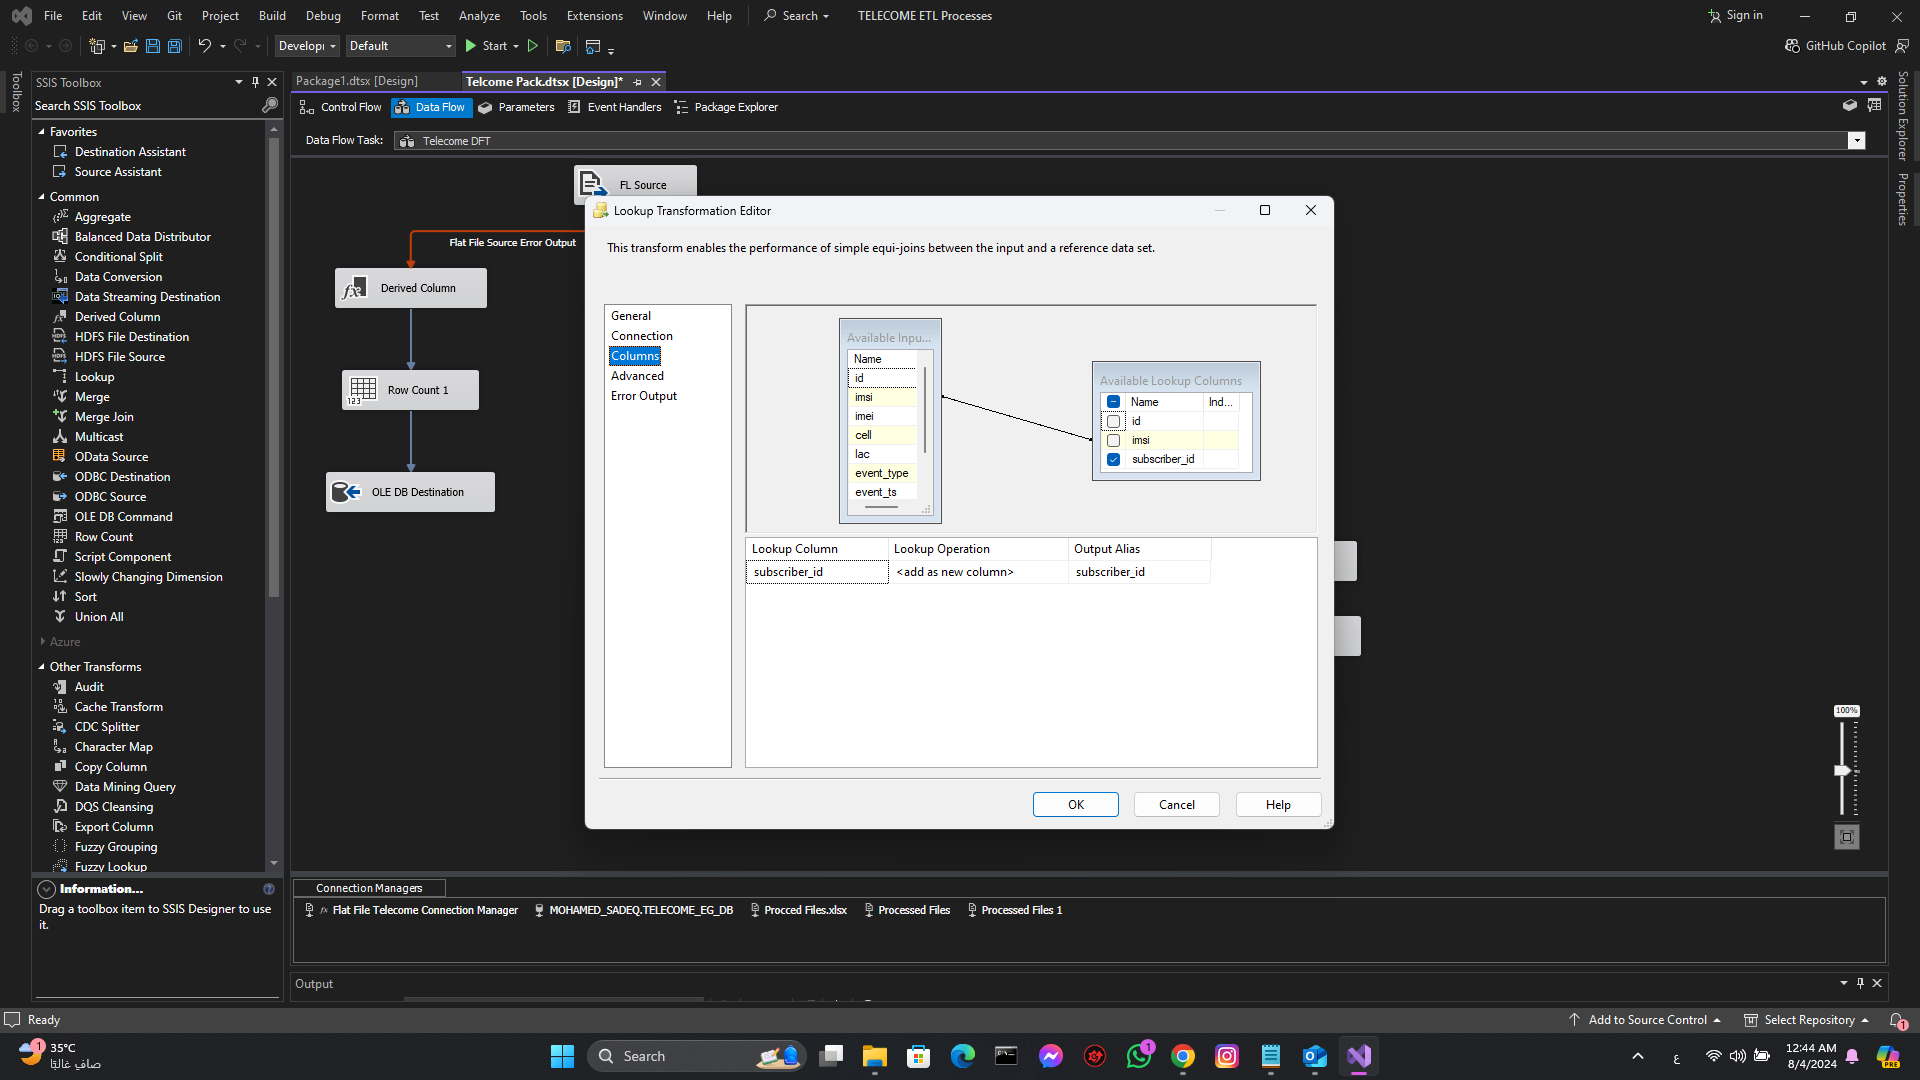 File Edit View Git Project Build Debug Format Test Analyze Tools Extensions Window Help Search TELECOME ETL Processes Sign in
Develop Default Start GitHub Copilot
Toolbox
SSIS Toolbox
Search SSIS Toolbox
Favorites
Destination Assistant
Source Assistant
Common
Aggregate
Balanced Data Distributor
Conditional Split
Data Conversion
Data Streaming Destination
Derived Column
HDFS File Destination
HDFS File Source
Lookup
Merge
Merge Join
Multicast
OData Source
ODBC Destination
ODBC Source
OLE DB Command
Row Count
Script Component
Slowly Changing Dimension
Sort
Union All
Azure
Other Transforms
Audit
Cache Transform
CDC Splitter
Character Map
Copy Column
Data Mining Query
DQS Cleansing
Export Column
Fuzzy Grouping
Fuzzy Lookup
Information...
Drag a toolbox item to SSIS Designer to use
it.
Package1.dtsx [Design] Telcome Pack.dtsx [Design]*
Control Flow Data Flow Parameters Event Handlers Package Explorer
Data Flow Task: Telecome DFT
FL Source
Flat File Source Error Output
Derived Column
Row Count 1
123
OLE DB Destination
Lookup Transformation Editor
This transform enables the performance of simple equi-joins between the input and a reference data set.
General
Connection
Columns
Advanced
Error Output
Available Inpu...
Name
id
imsi
imei
cell
lac
event_type
event_ts
Available Lookup Columns
Name Ind...
id
imsi
subscriber_id
Lookup Column Lookup Operation Output Alias
subscriber_id <add as new column> subscriber_id
OK Cancel Help
100%
Solution Explorer
Properties
Connection Managers
Flat File Telecome Connection Manager MOHAMED_SADEQ.TELECOME_EG_DB Procced Files.xlsx Processed Files Processed Files 1
Output
Ready Add to Source Control Select Repository 1
1 35°C
صافٍ غالبًا
Search
1
ع
12:44 AM
8/4/2024
PRE